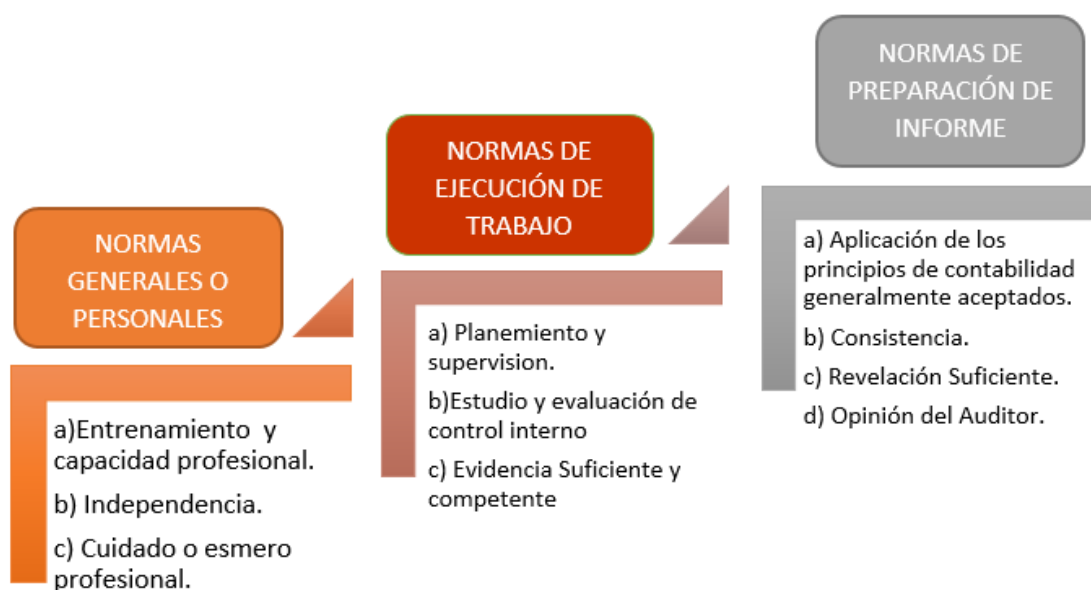 NORMAS
GENERALES O
PERSONALES
a)Entrenamiento y
capacidad profesional.
b) Independencia.
c) Cuidado o esmero
profesional.
NORMAS DE
EJECUCIÓN DE
TRABAJO
a) Planemiento y
supervision.
b)Estudio y evaluación de
control interno
c) Evidencia Suficiente y
competente
NORMAS DE
PREPARACIÓN DE
INFORME
a) Aplicación de los
principios de contabilidad
generalmente aceptados.
b) Consistencia.
c) Revelación Suficiente.
d) Opinión del Auditor.